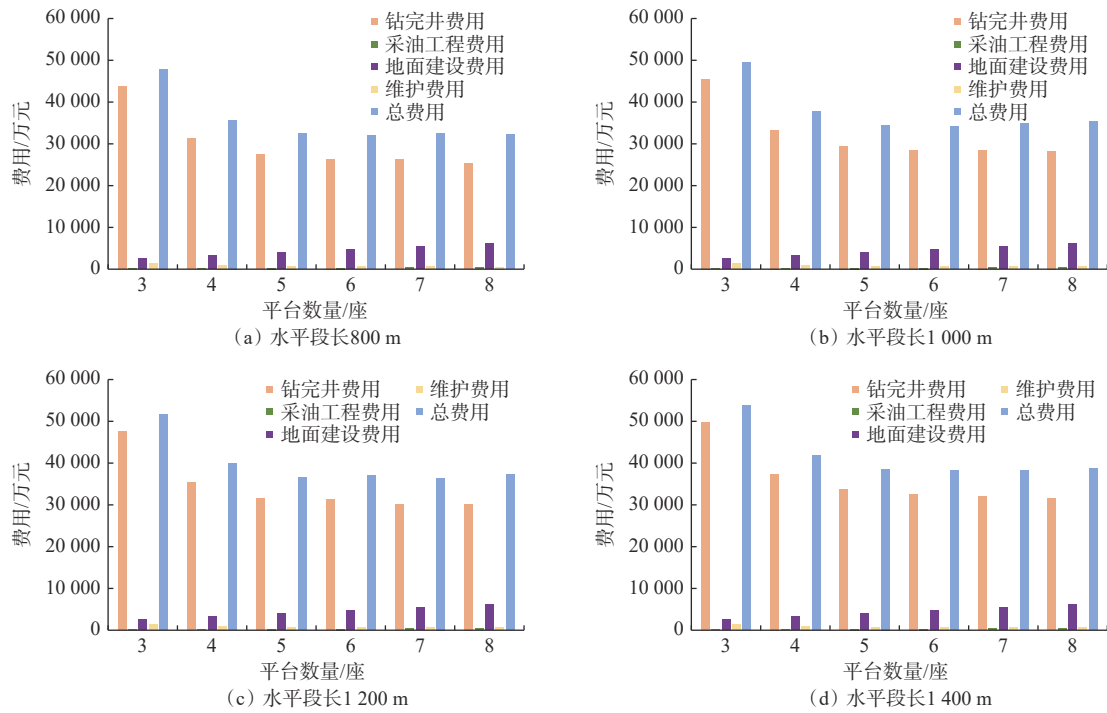 60 000
50 000
40 000
30 000
20 000
10 000
0
费用/万元
钻完井费用
采油工程费用
地面建设费用
维护费用
总费用
3 4 5 6 7 8
平台数量/座
(a) 水平段长800 m
60 000
50 000
40 000
30 000
20 000
10 000
0
费用/万元
钻完井费用
采油工程费用
地面建设费用
维护费用
总费用
3 4 5 6 7 8
平台数量/座
(b) 水平段长1 000 m
60 000
50 000
40 000
30 000
20 000
10 000
0
费用/万元
钻完井费用 维护费用
采油工程费用 总费用
地面建设费用
3 4 5 6 7 8
平台数量/座
(c) 水平段长1 200 m
60 000
50 000
40 000
30 000
20 000
10 000
0
费用/万元
钻完井费用 维护费用
采油工程费用 总费用
地面建设费用
3 4 5 6 7 8
平台数量/座
(d) 水平段长1 400 m